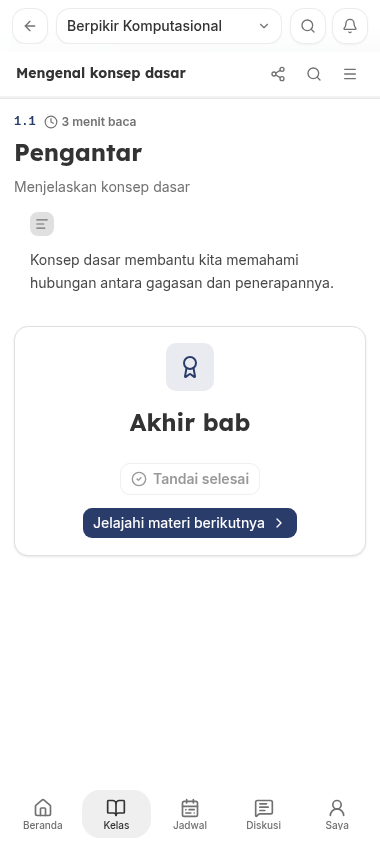 Berpikir Komputasional
Mengenal konsep dasar
1.1 3 menit baca
Pengantar
Menjelaskan konsep dasar
Konsep dasar membantu kita memahami
hubungan antara gagasan dan penerapannya.
Akhir bab
Tandai selesai
Jelajahi materi berikutnya
Beranda Kelas Jadwal Diskusi Saya